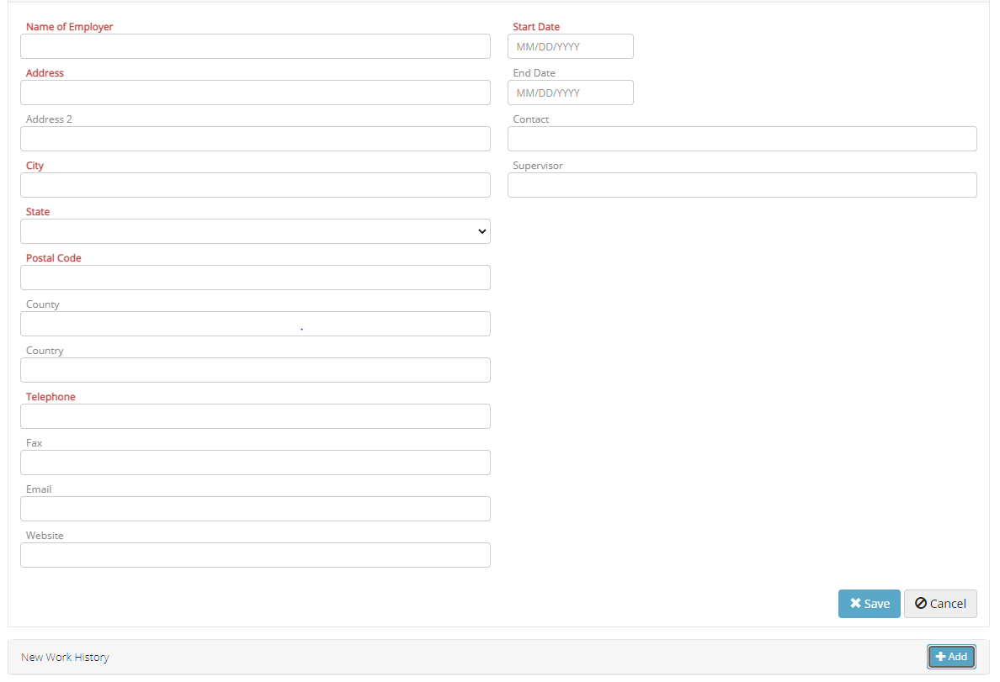 Name of Employer
Address
Address 2
City
State
Postal Code
County
Country
Telephone
Fax
Email
Website
Start Date
MM/DD/YYYY
End Date
MM/DD/YYYY
Contact
Supervisor
Save
Cancel
New Work History
Add